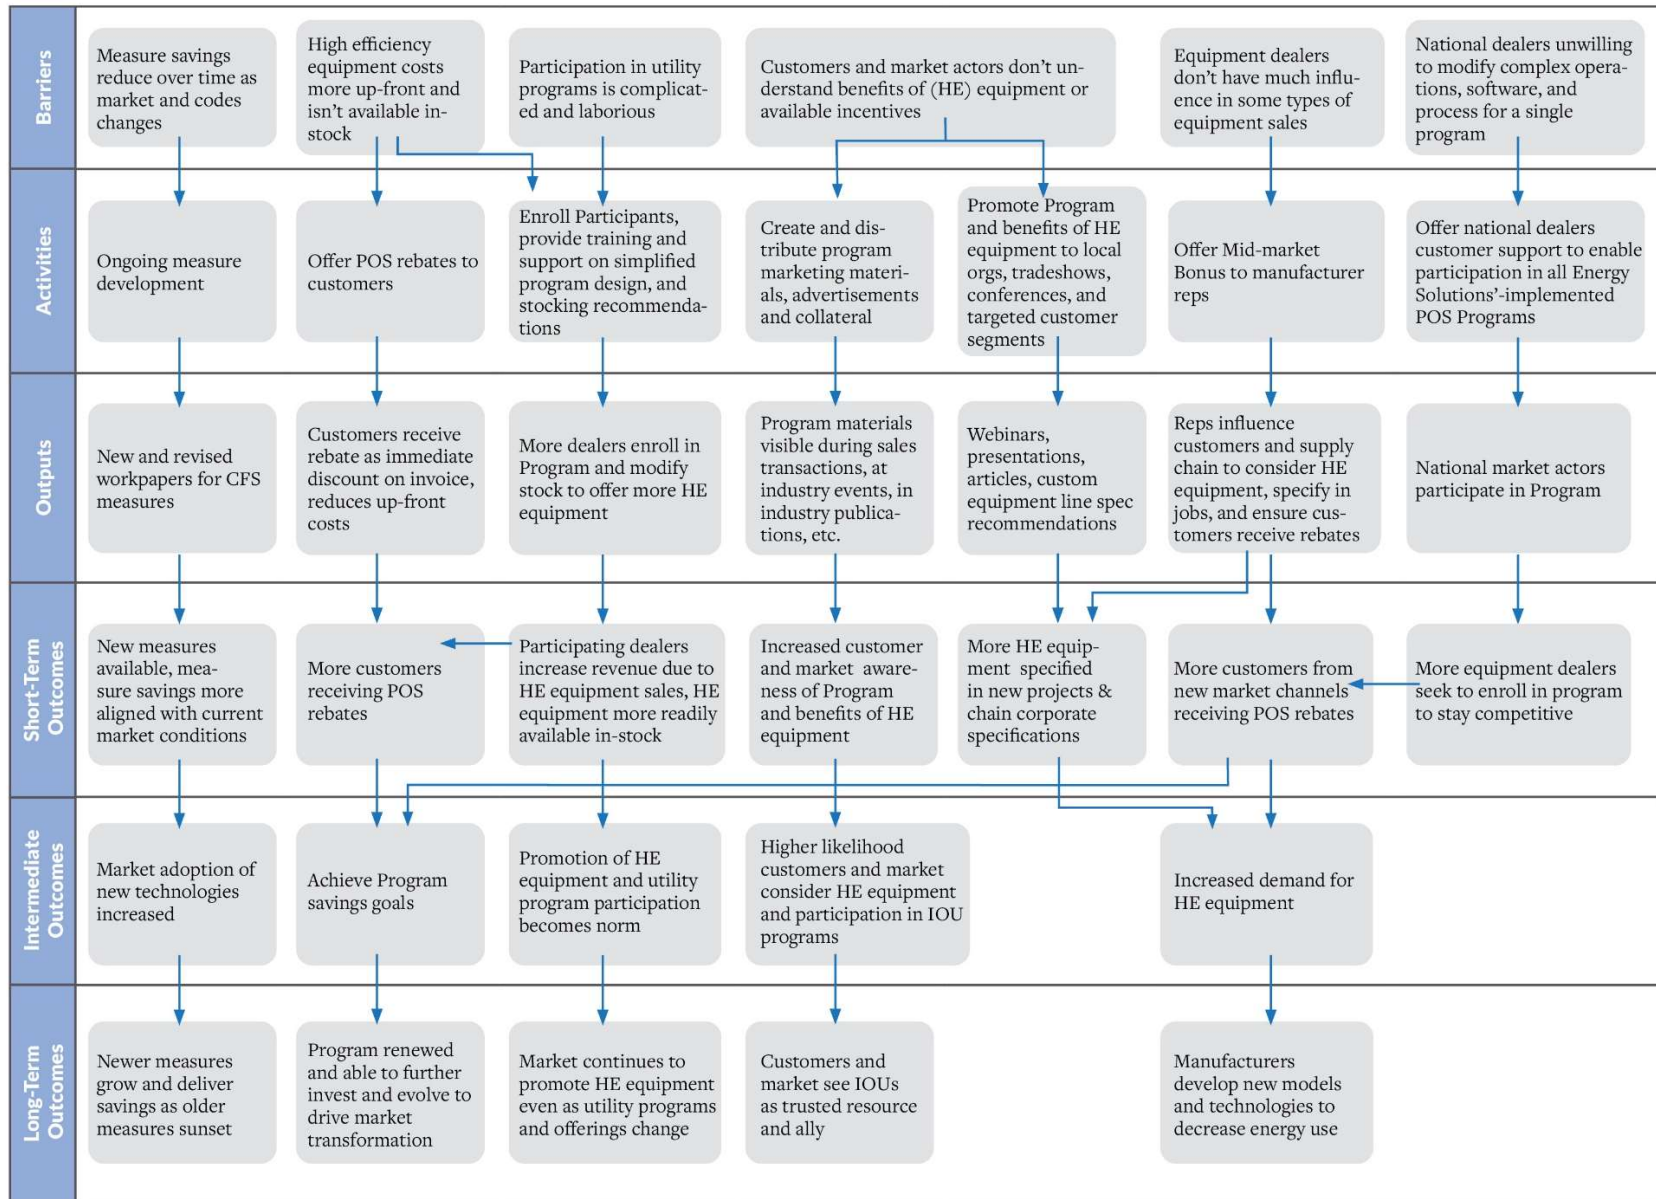 Barriers
Measure savings
reduce over time as
market and codes
changes
High efficiency
equipment costs
more up-front and
isn't available in-
stock
Participation in utility
programs is complicat-
ed and laborious
Customers and market actors don't un-
derstand benefits of (HE) equipment or
available incentives
Equipment dealers
don't have much influ-
ence in some types of
equipment sales
National dealers unwilling
to modify complex opera-
tions, software, and
process for a single
program
Activities
Ongoing measure
development
Offer POS rebates to
customers
Enroll Participants,
provide training and
support on simplified
program design, and
stocking recommenda-
tions
Create and dis-
tribute program
marketing materi-
als, advertisements
and collateral
Promote Program
and benefits of HE
equipment to local
orgs, tradeshows,
conferences, and
targeted customer
segments
Offer Mid-market
Bonus to manufacturer
reps
Offer national dealers
customer support to enable
participation in all Energy
Solutions'-implemented
POS Programs
Outputs
New and revised
workpapers for CFS
measures
Customers receive
rebate as immediate
discount on invoice,
reduces up-front
costs
More dealers enroll in
Program and modify
stock to offer more HE
equipment
Program materials
visible during sales
transactions, at
industry events, in
industry publica-
tions, etc.
Webinars,
presentations,
articles, custom
equipment line spec
recommendations
Reps influence
customers and supply
chain to consider HE
equipment, specify in
jobs, and ensure cus-
tomers receive rebates
National market actors
participate in Program
Short-Term
Outcomes
New measures
available, mea-
sure savings more
aligned with current
market conditions
More customers
receiving POS
rebates
Participating dealers
increase revenue due to
HE equipment sales, HE
equipment more readily
available in-stock
Increased customer
and market aware-
ness of Program
and benefits of HE
equipment
More HE equip-
ment specified
in new projects &
chain corporate
specifications
More customers from
new market channels
receiving POS rebates
More equipment dealers
seek to enroll in program
to stay competitive
Intermediate
Outcomes
Market adoption of
new technologies
increased
Achieve Program
savings goals
Promotion of HE
equipment and utility
program participation
becomes norm
Higher likelihood
customers and market
consider HE equipment
and participation in IOU
programs
Increased demand for
HE equipment
Long-Term
Outcomes
Newer measures
grow and deliver
savings as older
measures sunset
Program renewed
and able to further
invest and evolve to
drive market
transformation
Market continues to
promote HE equipment
even as utility programs
and offerings change
Customers and
market see IOUs
as trusted resource
and ally
Manufacturers
develop new models
and technologies to
decrease energy use